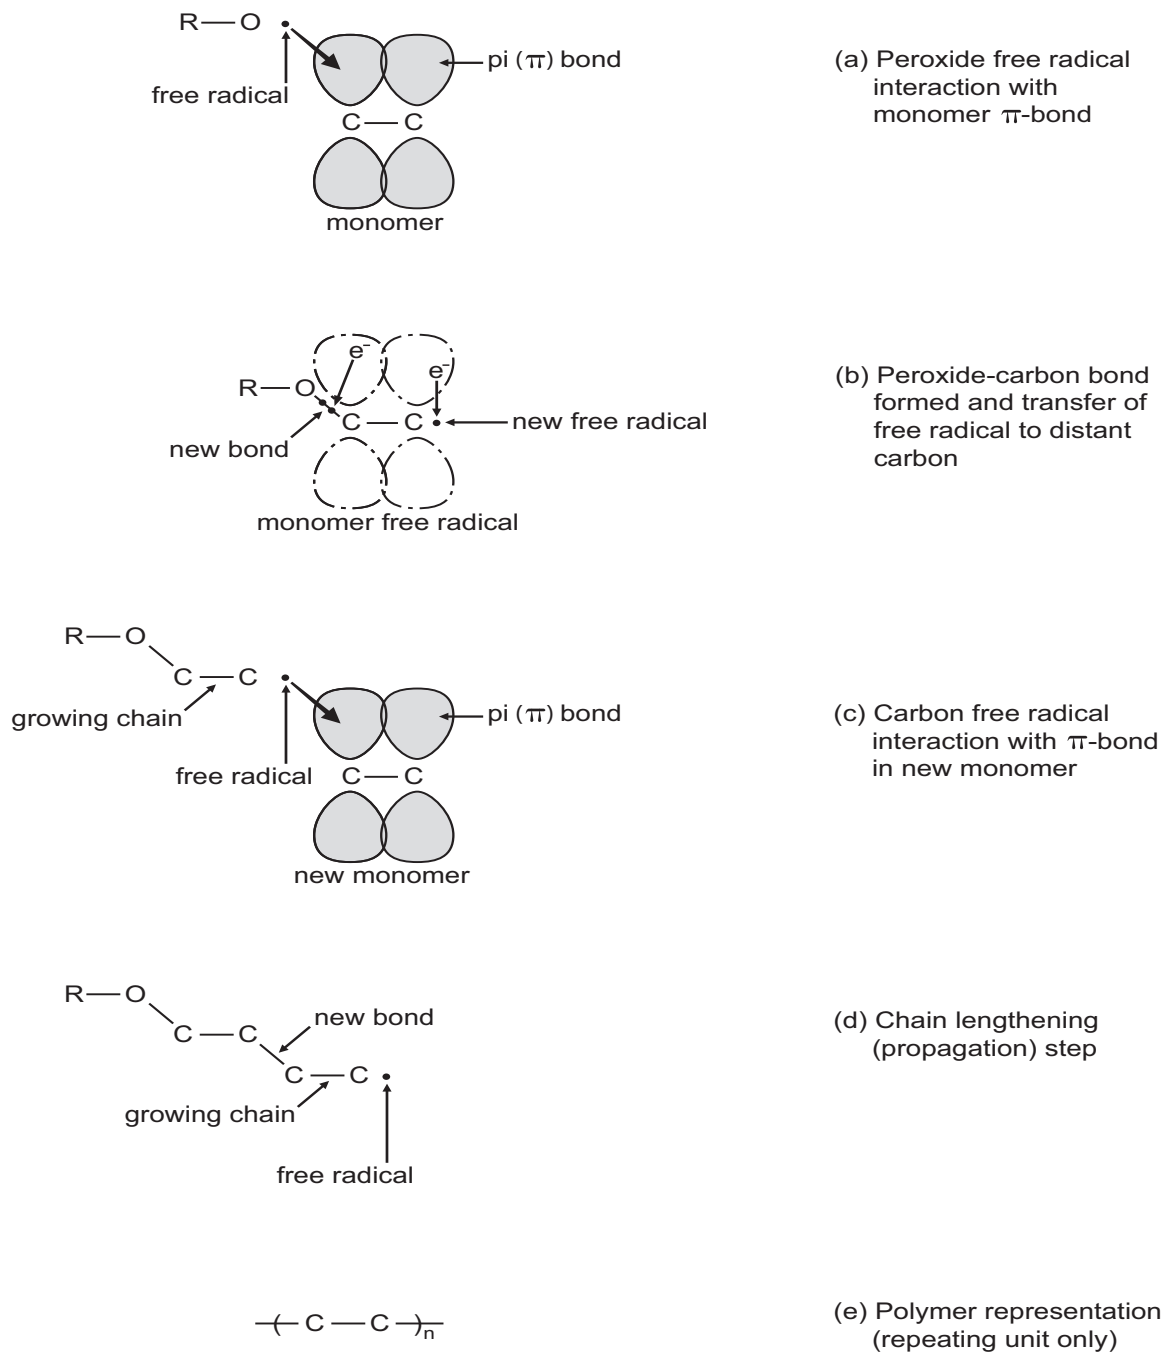 R—O •
pi (π) bond
free radical
C — C
monomer
(a) Peroxide free radical
interaction with
monomer π-bond
e⁻
e⁻
R—O
C — C •
new free radical
new bond
monomer free radical
(b) Peroxide-carbon bond
formed and transfer of
free radical to distant
carbon
R—O
C — C •
growing chain
pi (π) bond
free radical
C — C
new monomer
(c) Carbon free radical
interaction with π-bond
in new monomer
R—O
new bond
C — C
C — C •
growing chain
free radical
(d) Chain lengthening
(propagation) step
—( C — C )n
(e) Polymer representation
(repeating unit only)